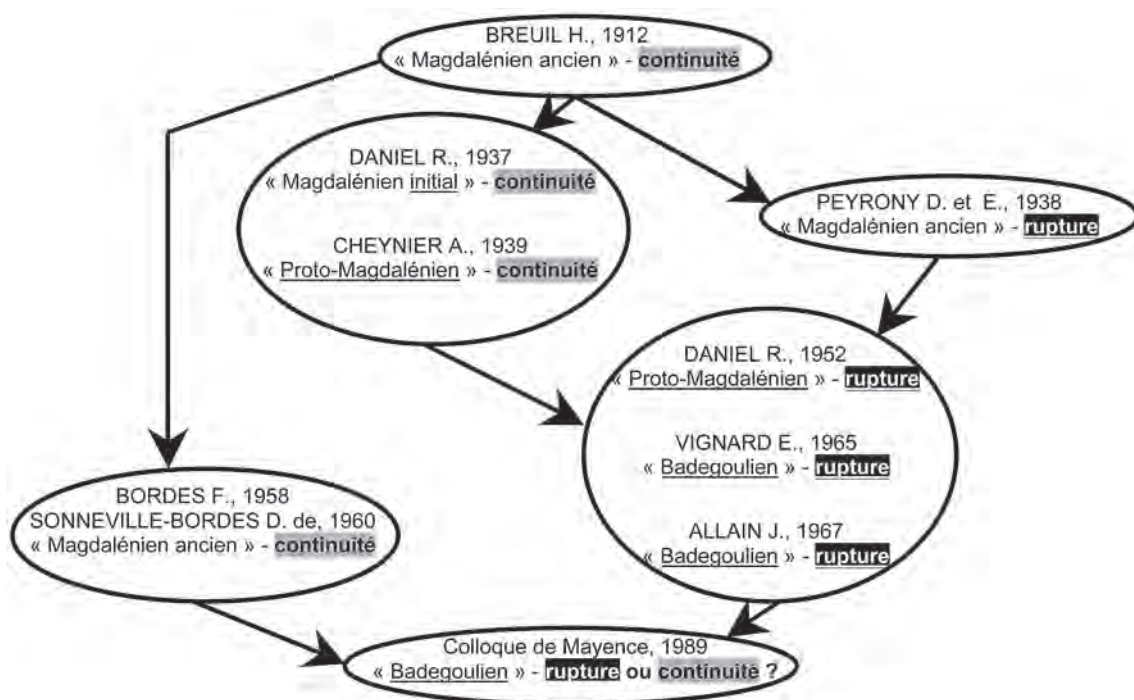 BREUIL H., 1912
« Magdalénien ancien » - continuité
DANIEL R., 1937
« Magdalénien initial » - continuité
CHEYNIER A., 1939
« Proto-Magdalénien » - continuité
PEYRONY D. et E., 1938
« Magdalénien ancien » - rupture
DANIEL R., 1952
« Proto-Magdalénien » - rupture
VIGNARD E., 1965
« Badegoulien » - rupture
ALLAIN J., 1967
« Badegoulien » - rupture
BORDES F., 1958
SONNEVILLE-BORDES D. de, 1960
« Magdalénien ancien » - continuité
Colloque de Mayence, 1989
« Badegoulien » - rupture ou continuité ?